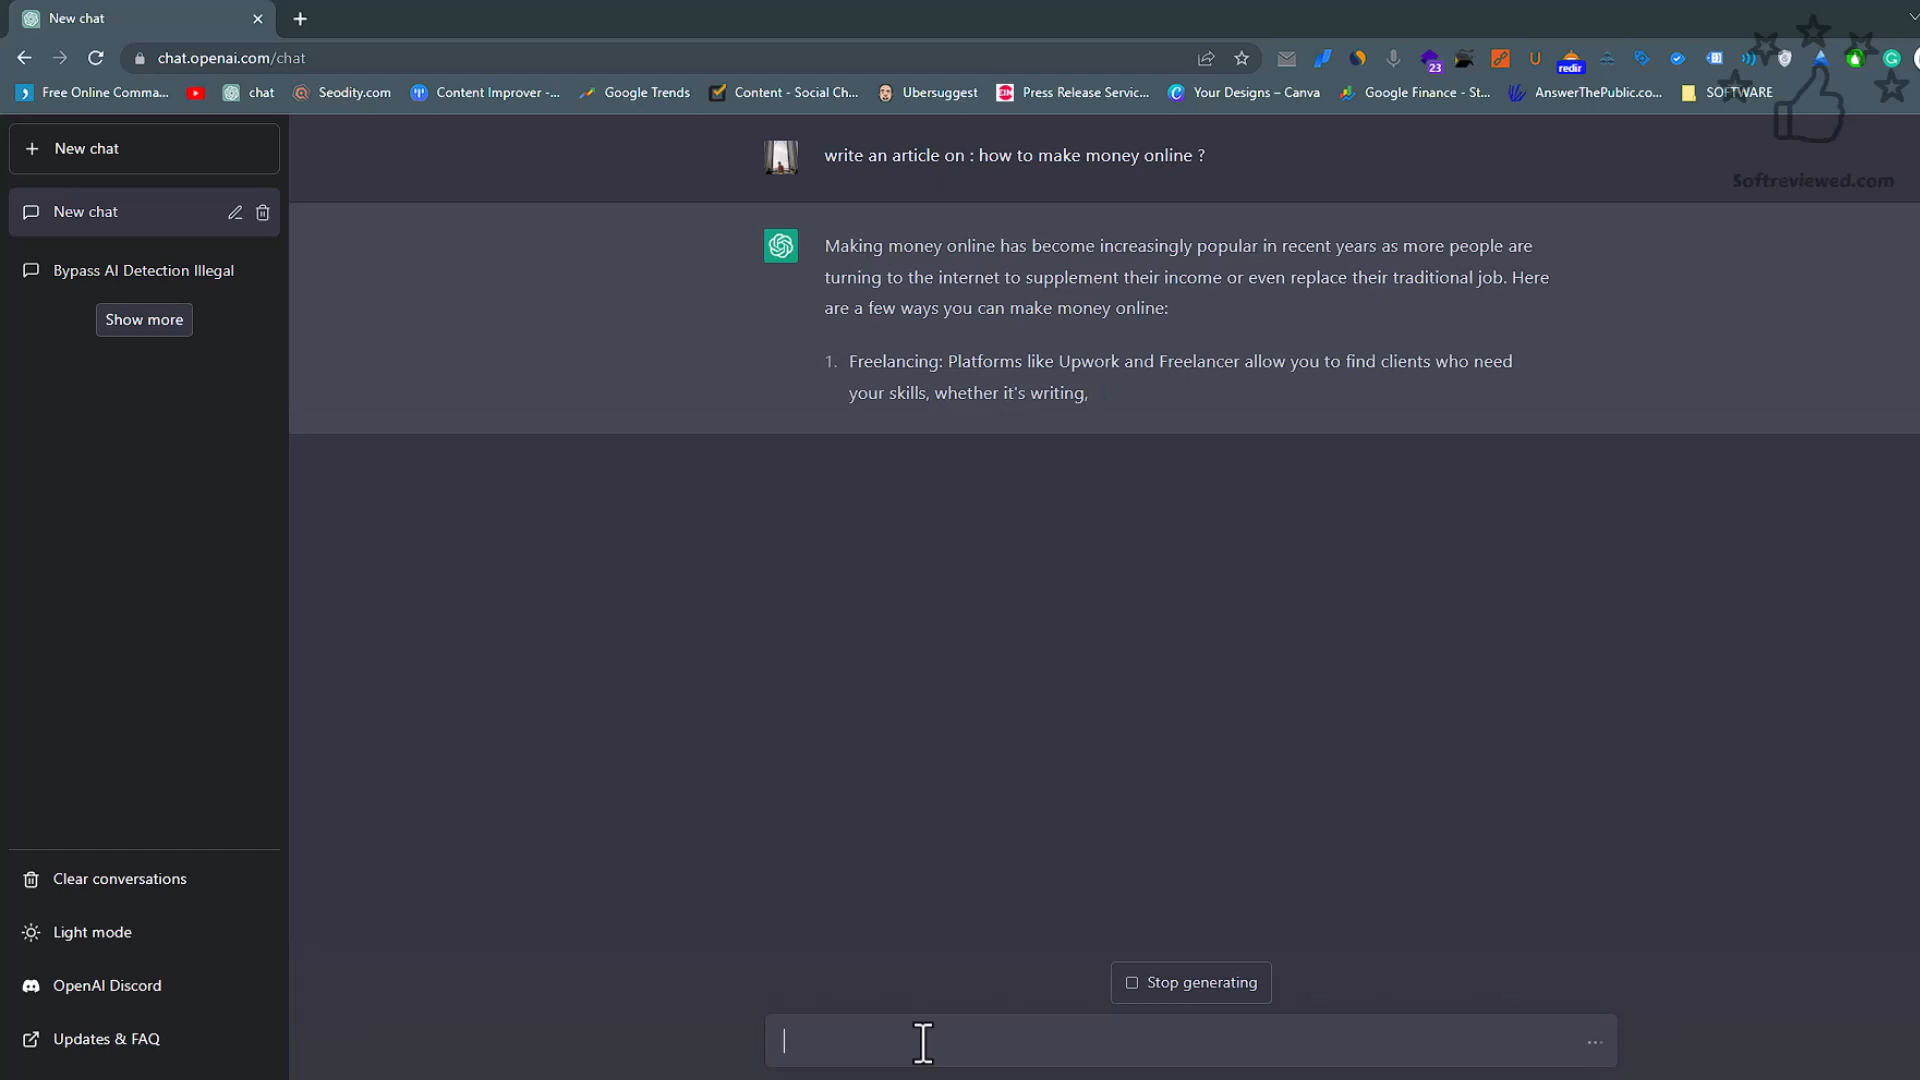 New chat
chat.openai.com/chat
23
redir
Free Online Comma...
chat
Seodity.com
Content Improver -...
Google Trends
Content - Social Ch...
Ubersuggest
Press Release Servic...
Your Designs – Canva
Google Finance - St...
AnswerThePublic.co...
SOFTWARE
New chat
New chat
Bypass AI Detection Illegal
Show more
write an article on : how to make money online ?
Softreviewed.com
Making money online has become increasingly popular in recent years as more people are
turning to the internet to supplement their income or even replace their traditional job. Here
are a few ways you can make money online:
1. Freelancing: Platforms like Upwork and Freelancer allow you to find clients who need
your skills, whether it's writing,
Clear conversations
Light mode
OpenAI Discord
Updates & FAQ
Stop generating